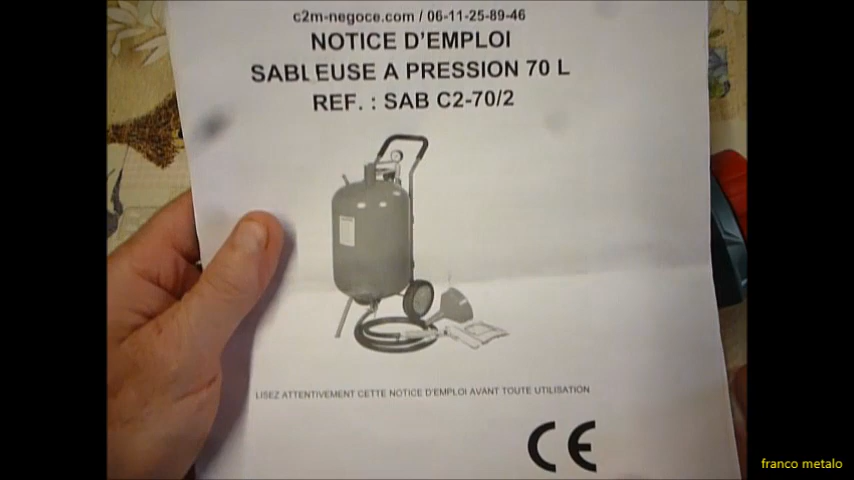 c2m-negoce.com / 06-11-25-89-46
NOTICE D'EMPLOI
SABLEUSE A PRESSION 70 L
REF. : SAB C2-70/2
LISEZ ATTENTIVEMENT CETTE NOTICE D'EMPLOI AVANT TOUTE UTILISATION
CE
franco metalo